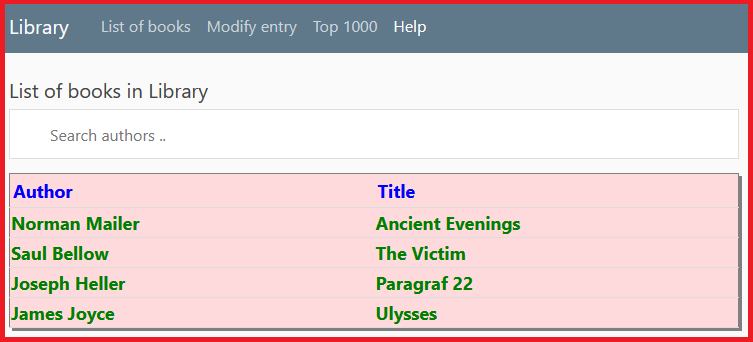 Library List of books Modify entry Top 1000 Help
List of books in Library
Search authors ..
Author Title
Norman Mailer Ancient Evenings
Saul Bellow The Victim
Joseph Heller Paragraf 22
James Joyce Ulysses